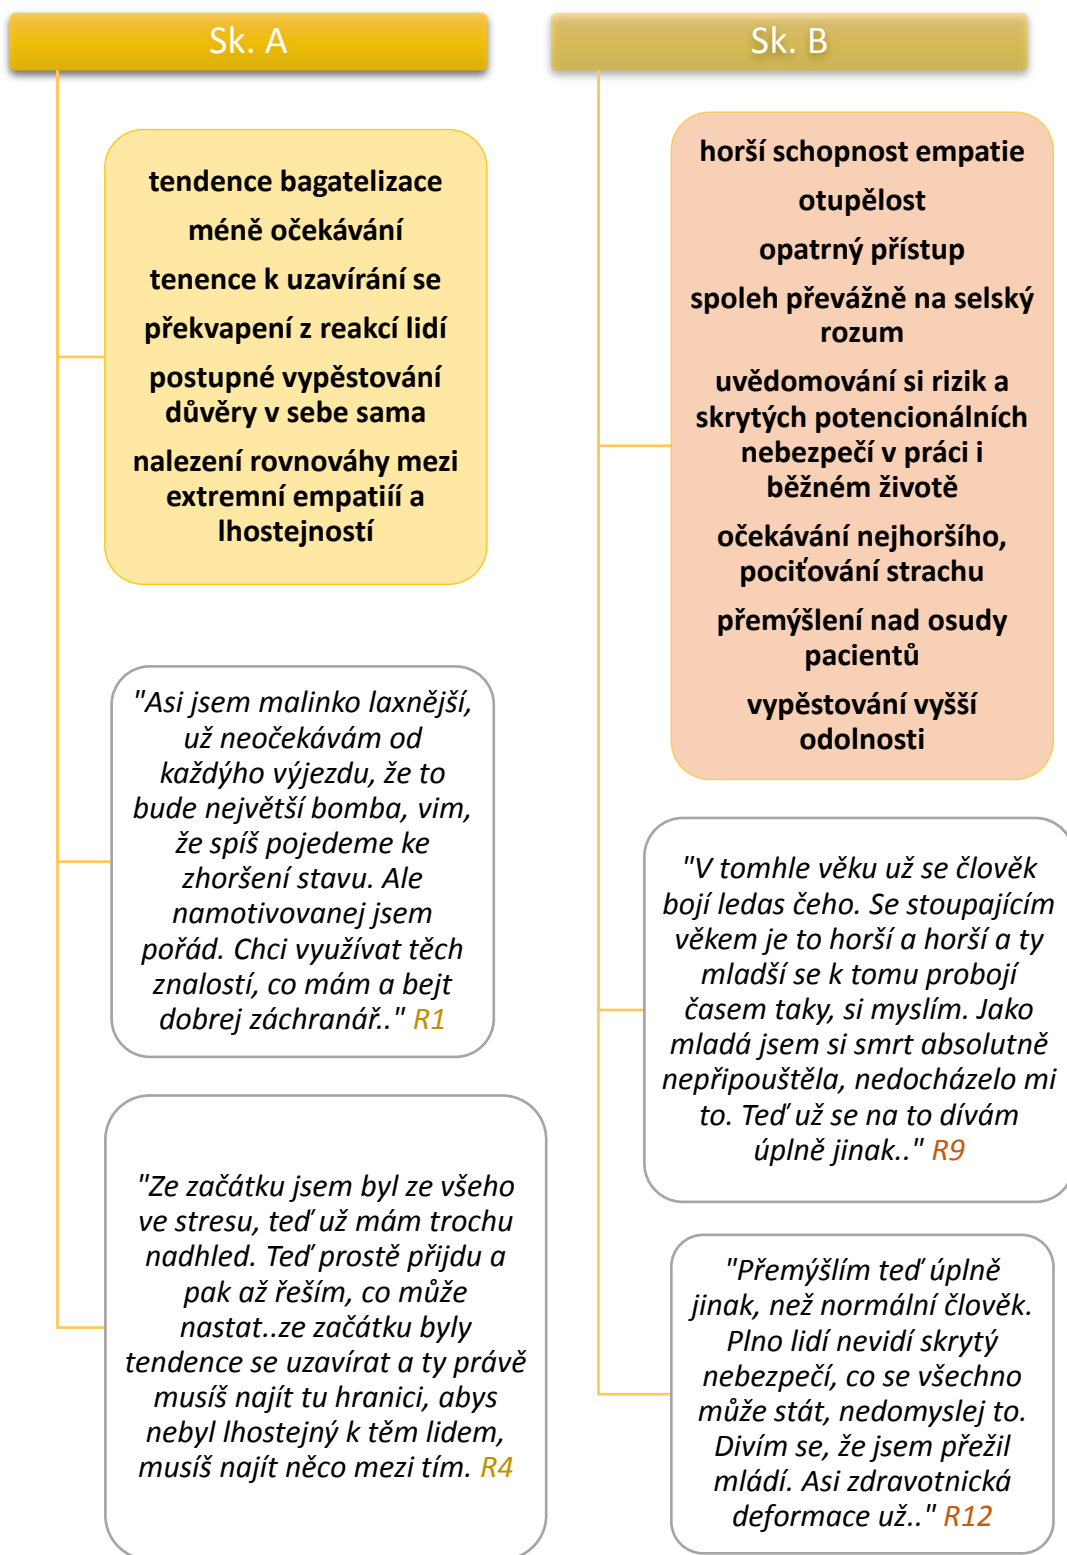 Sk. A
tendence bagatelizace
méně očekávání
tenence k uzavírání se
překvapení z reakcí lidí
postupné vypěstování
důvěry v sebe sama
nalezení rovnováhy mezi
extremní empatiíí a
lhostejností
"Asi jsem malinko laxnější,
už neočekávám od
každýho výjezdu, že to
bude největší bomba, vim,
že spíš pojedeme ke
zhoršení stavu. Ale
namotivovanej jsem
pořád. Chci využívat těch
znalostí, co mám a bejt
dobrej záchranář.." R1
"Ze začátku jsem byl ze všeho
ve stresu, teď už mám trochu
nadhled. Teď prostě přijdu a
pak až řeším, co může
nastat..ze začátku byly
tendence se uzavírat a ty právě
musíš najít tu hranici, abys
nebyl lhostejný k těm lidem,
musíš najít něco mezi tím. R4
Sk. B
horší schopnost empatie
otupělost
opatrný přístup
spoleh převážně na selský
rozum
uvědomování si rizik a
skrytých potencionálních
nebezpečí v práci i
běžném životě
očekávání nejhoršího,
pociťování strachu
přemýšlení nad osudy
pacientů
vypěstování vyšší
odolnosti
"V tomhle věku už se člověk
bojí ledas čeho. Se stoupajícím
věkem je to horší a horší a ty
mladší se k tomu probojí
časem taky, si myslím. Jako
mladá jsem si smrt absolutně
nepřipouštěla, nedocházelo mi
to. Teď už se na to dívám
úplně jinak.." R9
"Přemýšlím teď úplně
jinak, než normální člověk.
Plno lidí nevidí skrytý
nebezpečí, co se všechno
může stát, nedomyslej to.
Divím se, že jsem přežil
mládí. Asi zdravotnická
deformace už.." R12